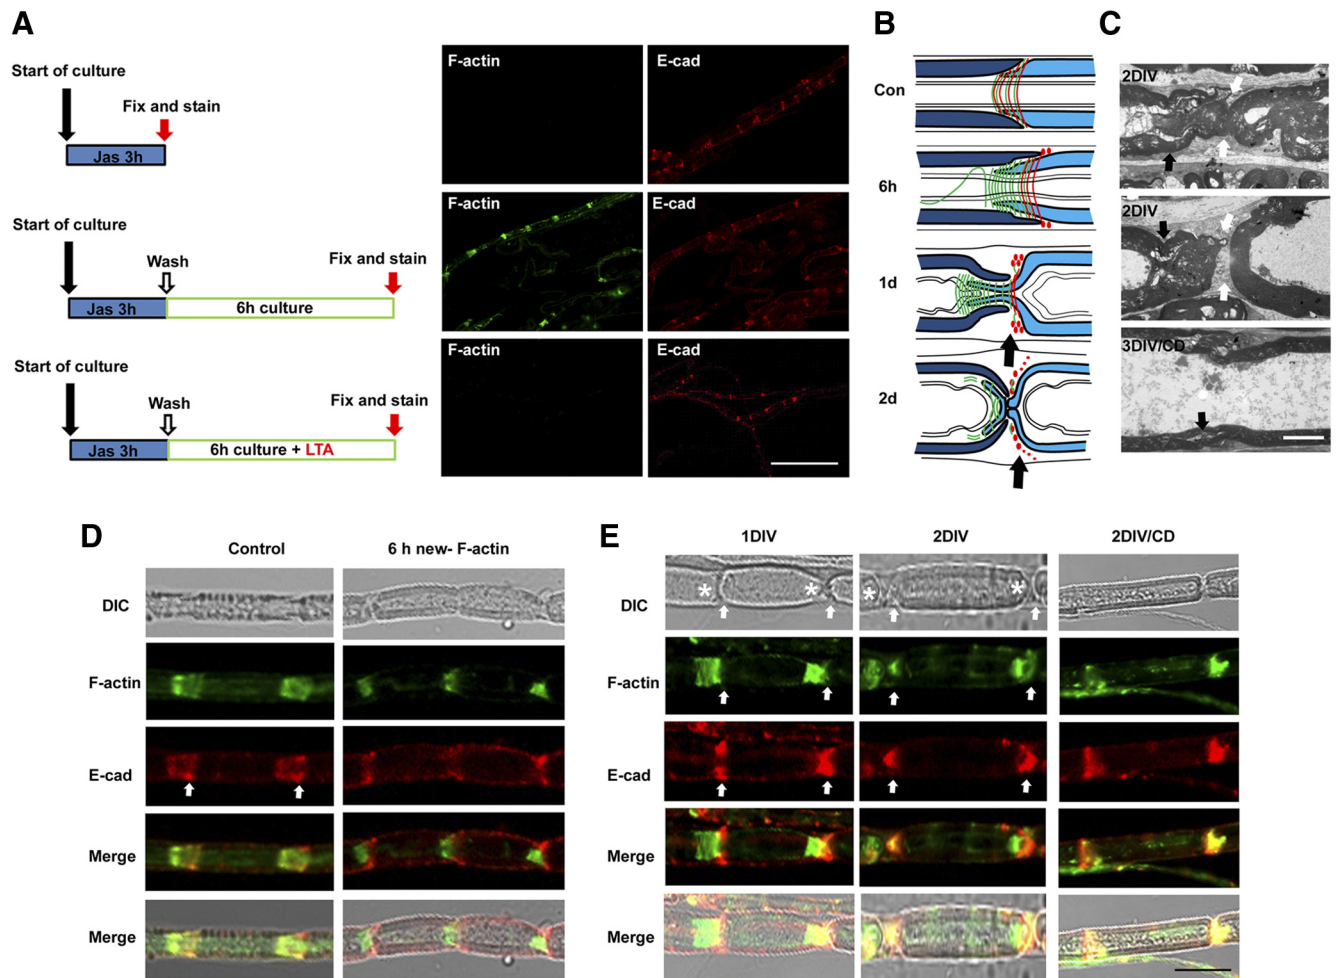 A
Start of culture
Fix and stain
Jas 3h
F-actin
E-cad
Start of culture
Wash
Fix and stain
Jas 3h
6h culture
F-actin
E-cad
Start of culture
Wash
Fix and stain
Jas 3h
6h culture + LTA
F-actin
E-cad
B
Con
6h
1d
2d
C
2DIV
2DIV
3DIV/CD
D
Control
6 h new- F-actin
DIC
F-actin
E-cad
Merge
Merge
E
1DIV
2DIV
2DIV/CD
DIC
*
*
*
*
F-actin
E-cad
Merge
Merge